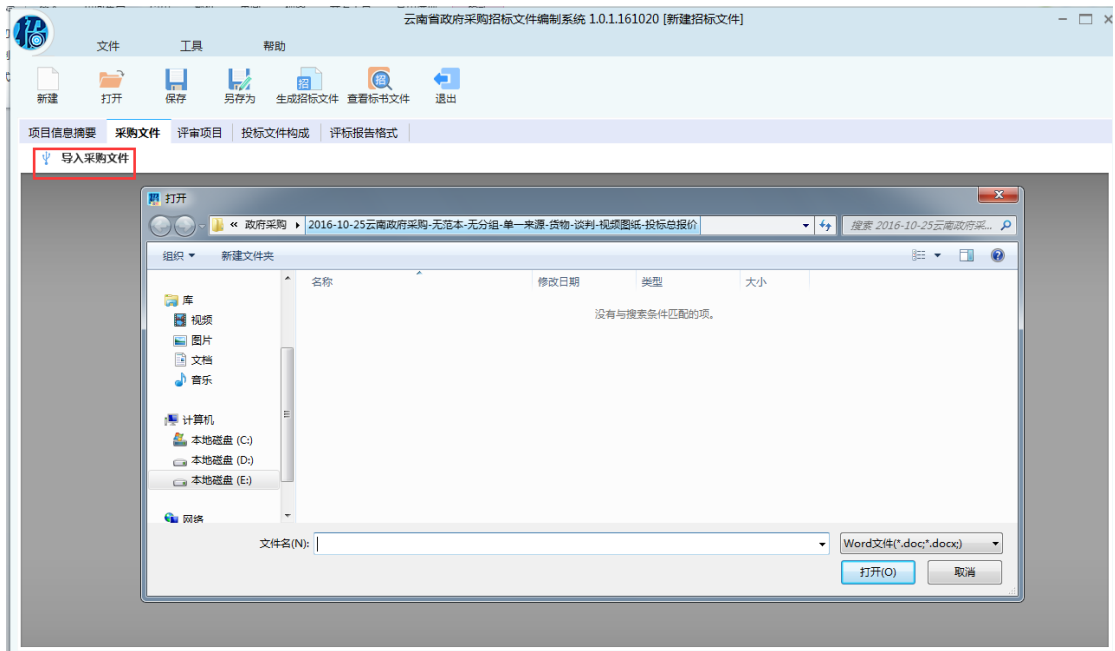 云南省政府采购招标文件编制系统 1.0.1.161020 [新建招标文件]
文件 工具 帮助
新建 打开 保存 另存为 生成招标文件 查看标书文件 退出
项目信息摘要 采购文件 评审项目 投标文件构成 评标报告格式
导入采购文件
打开
« 政府采购 2016-10-25云南政府采购-无范本-无分组-单一来源-货物-谈判-视频图纸-投标总报价 搜索 2016-10-25云南政府采...
组织 新建文件夹
名称 修改日期 类型 大小
没有与搜索条件匹配的项。
库
视频
图片
文档
音乐
计算机
本地磁盘 (C:)
本地磁盘 (D:)
本地磁盘 (E:)
网络
文件名(N): Word文件(*.doc;*.docx;)
打开(O) 取消